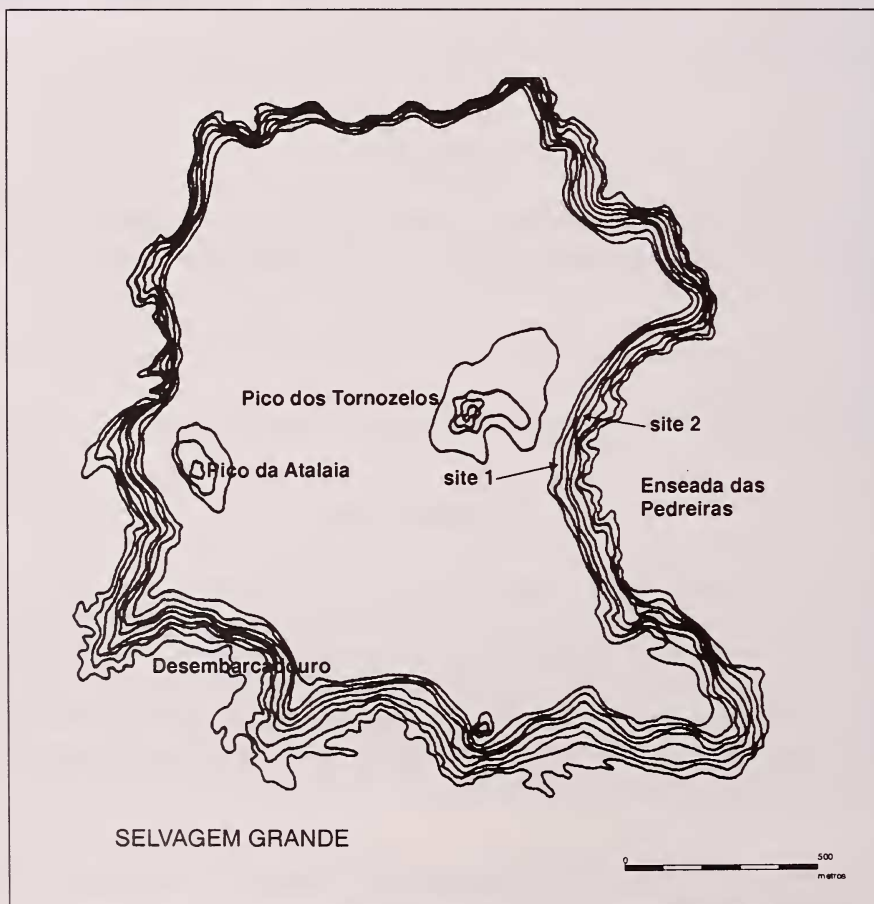 Pico dos Tornozelos
site 2
Pico da Atalaia
site 1
Enseada das
Pedreiras
Desembarcadouro
SELVAGEM GRANDE
0
500
metros